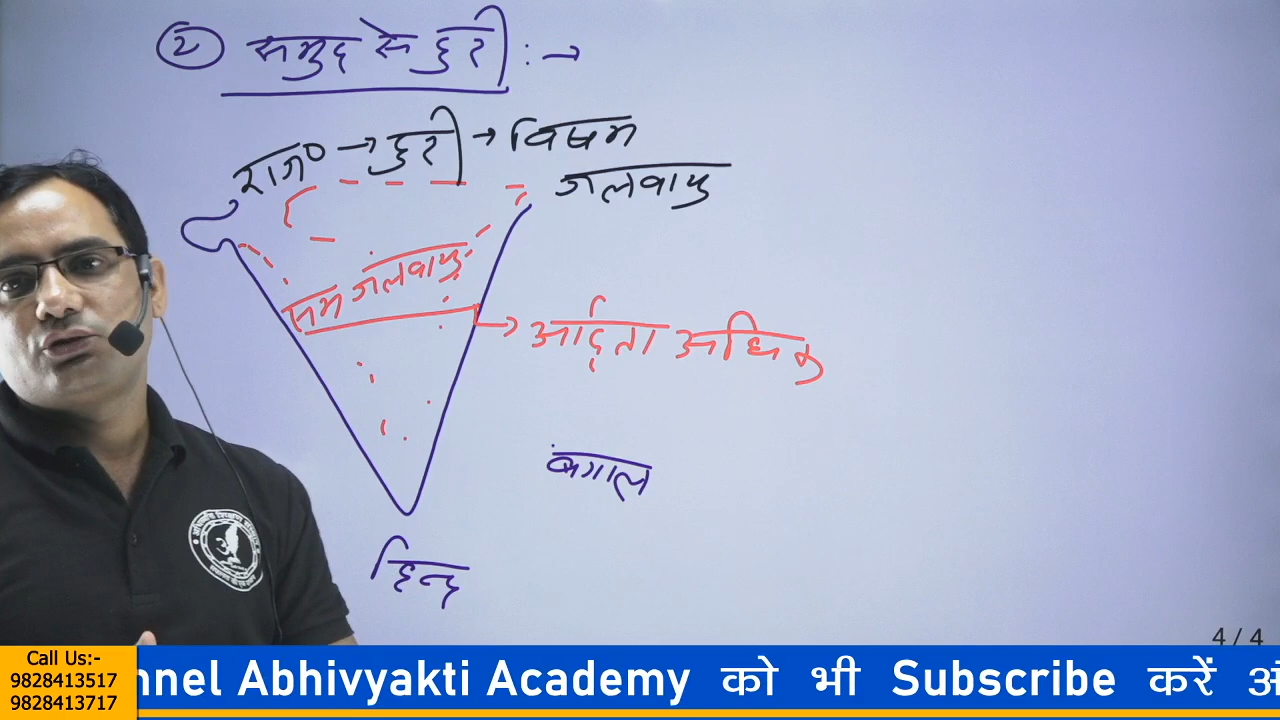 ② समुद्र से दुरी :→
राज० → दुरी → विषम
जलवायु
सम जलवायु
→ आर्द्रता अधिक
बंगाल
हिन्द
4 / 4
Call Us:-
9828413517
9828413717
nnel Abhivyakti Academy को भी Subscribe करें